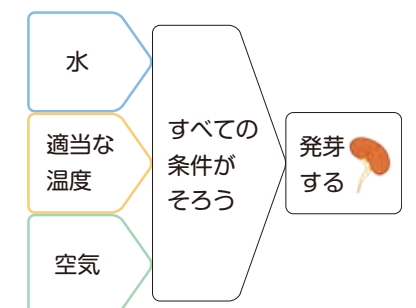 水
適当な
温度
空気
すべての
条件が
そろう
発芽
する